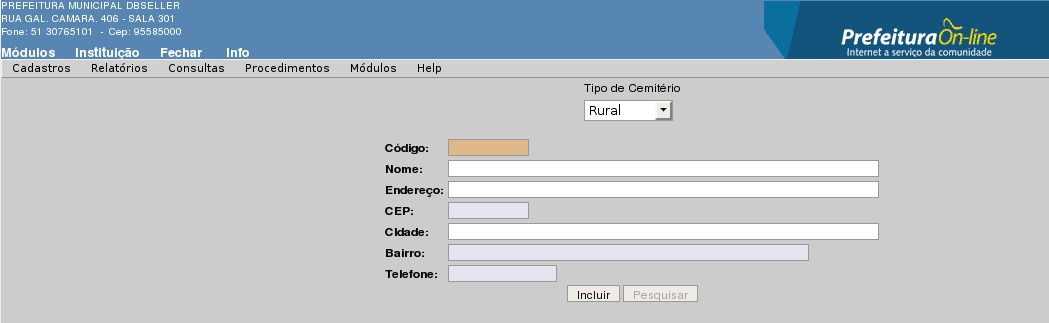 PREFEITURA MUNICIPAL DBSELLER
RUA GAL. CAMARA, 406 - SALA 301
Fone: 51 30765101 - Cep: 95585000
Módulos Instituição Fechar Info
Prefeitura On-line
Internet a serviço da comunidade
Cadastros Relatórios Consultas Procedimentos Módulos Help
Tipo de Cemitério
Rural
Código:
Nome:
Endereço:
CEP:
CIdade:
Bairro:
Telefone:
Incluir Pesquisar